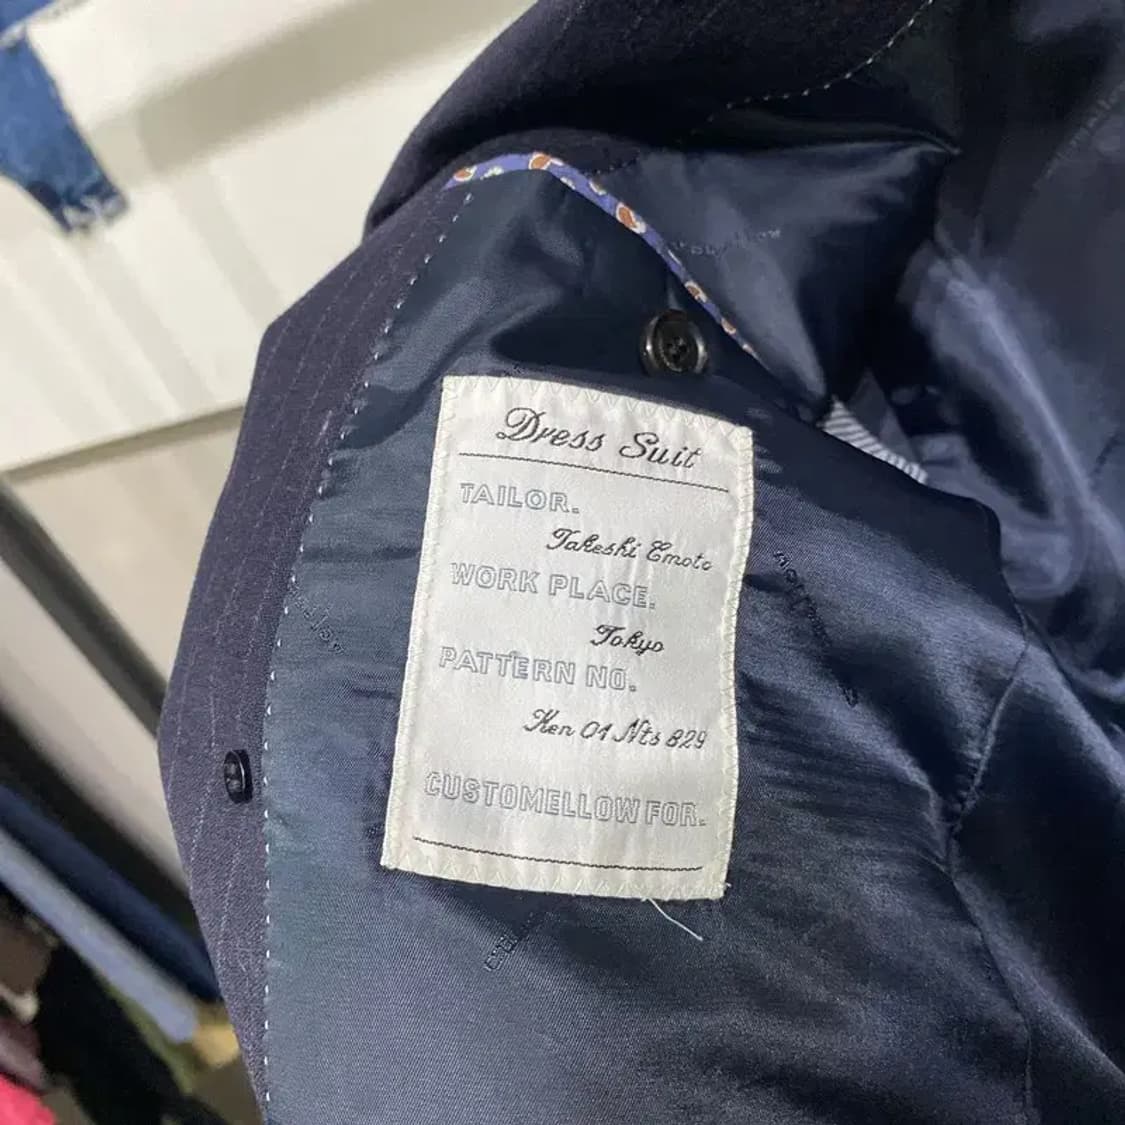 Dress Suit
TAILOR.
Takeshi Emoto
WORK PLACE.
Tokyo
PATTERN NO.
Ken 01 Nts 829
CUSTOMELLOW FOR.